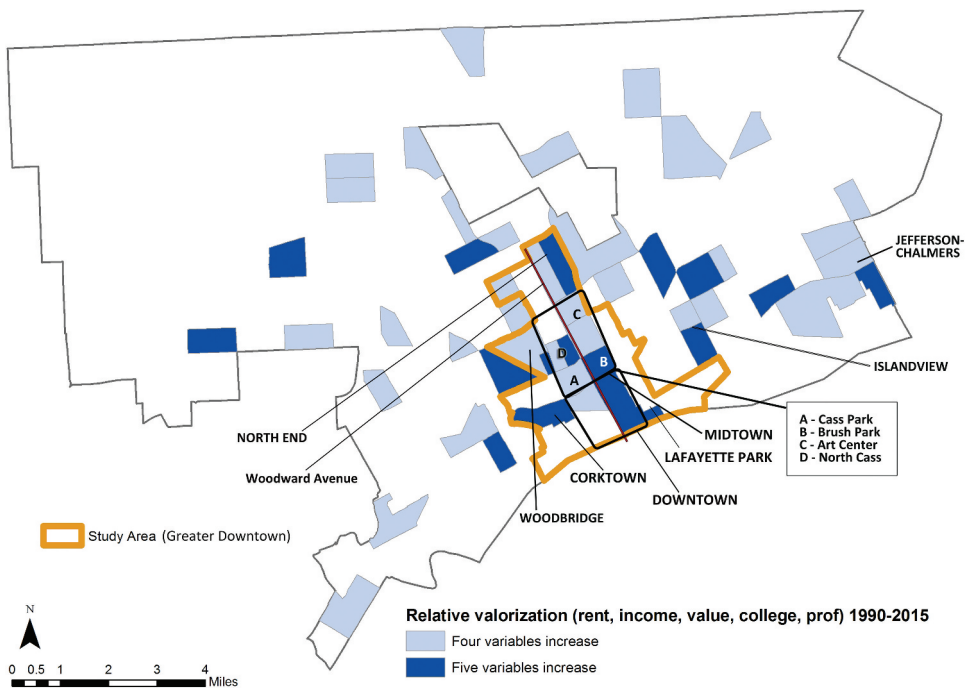 JEFFERSON-
CHALMERS
C
ISLANDVIEW
D
B
A
A - Cass Park
B - Brush Park
C - Art Center
D - North Cass
NORTH END
MIDTOWN
LAFAYETTE PARK
Woodward Avenue
CORKTOWN
DOWNTOWN
WOODBRIDGE
Study Area (Greater Downtown)
N
Relative valorization (rent, income, value, college, prof) 1990-2015
Four variables increase
Five variables increase
0 0.5 1 2 3 4
Miles